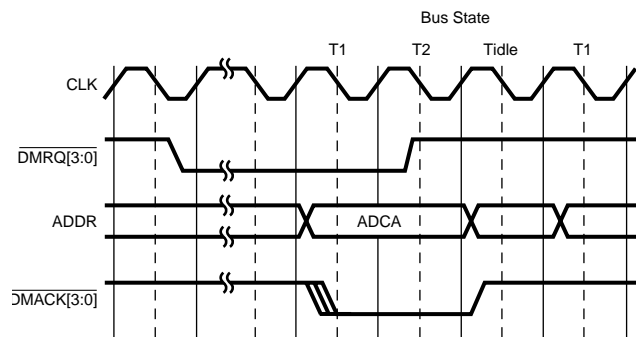 Bus State
T1 T2 Tidle T1
CLK
DMRQ[3:0]
ADDR
ADCA
DMACK[3:0]